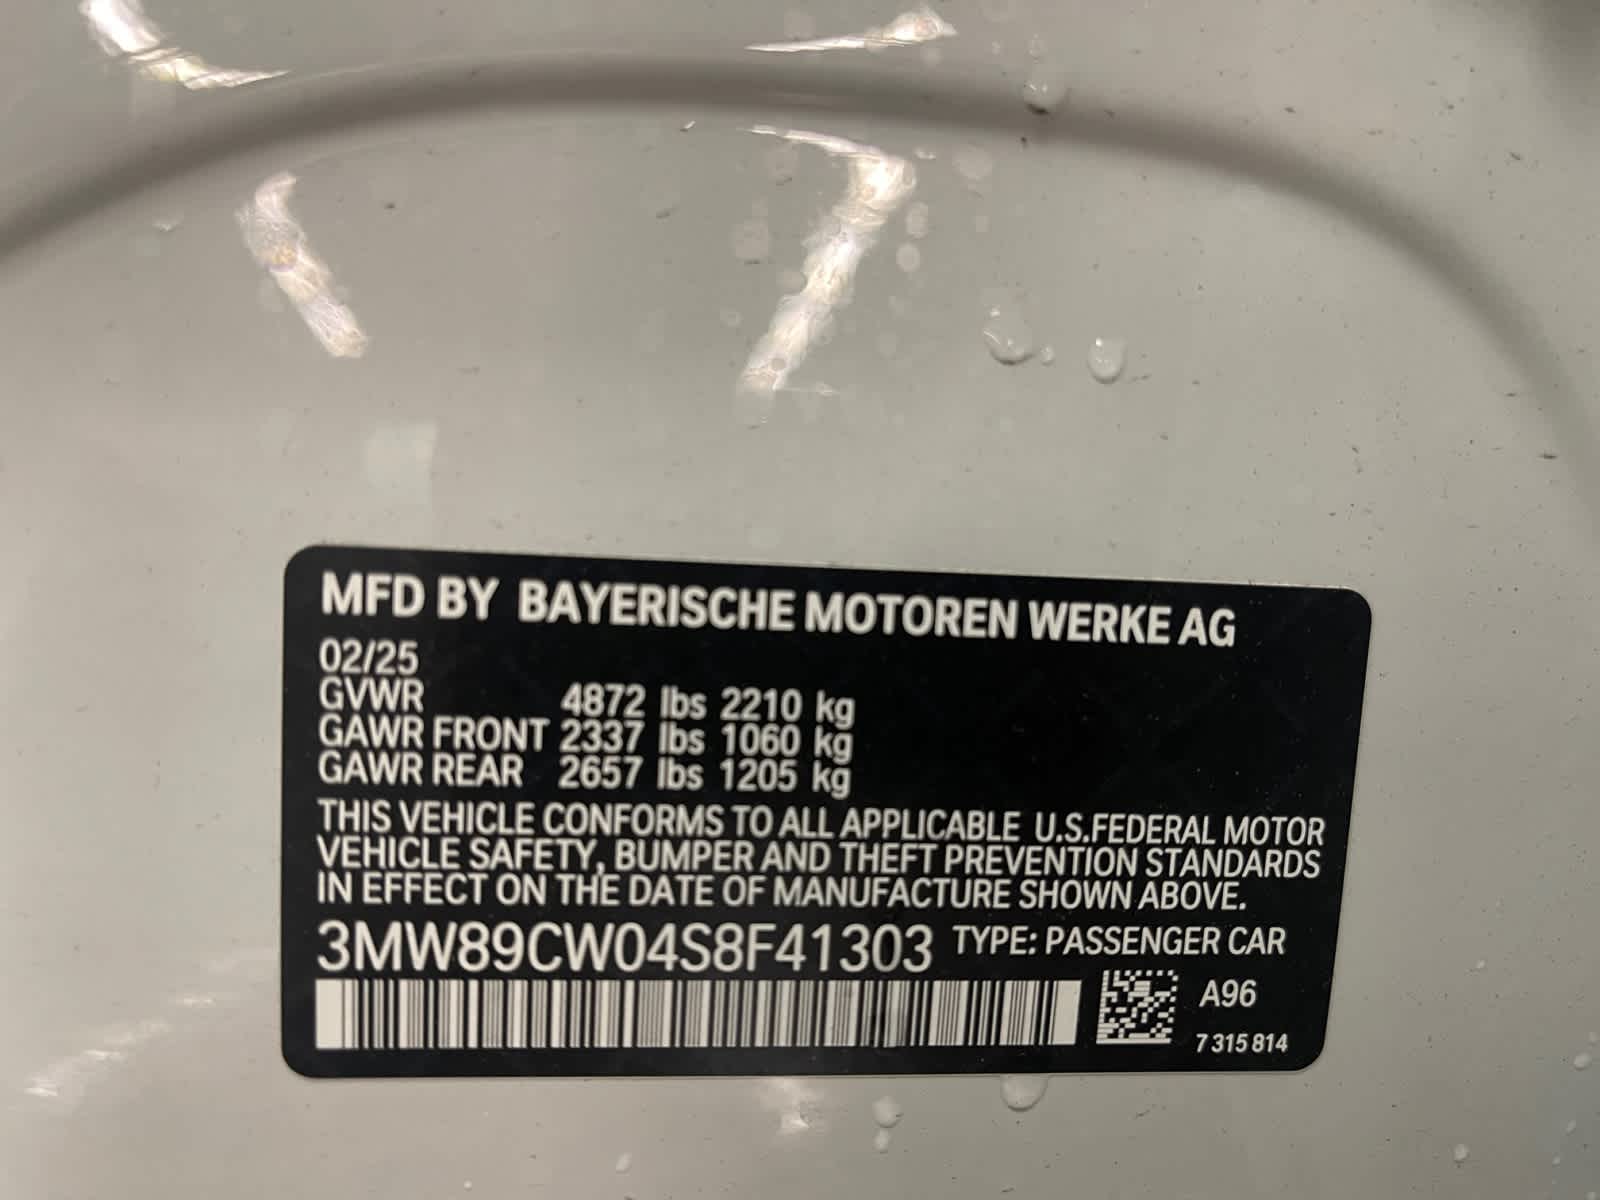 MFD BY BAYERISCHE MOTOREN WERKE AG
02/25
GVWR 4872 lbs 2210 kg
GAWR FRONT 2337 lbs 1060 kg
GAWR REAR 2657 lbs 1205 kg
THIS VEHICLE CONFORMS TO ALL APPLICABLE U.S.FEDERAL MOTOR
VEHICLE SAFETY, BUMPER AND THEFT PREVENTION STANDARDS
IN EFFECT ON THE DATE OF MANUFACTURE SHOWN ABOVE.
3MW89CW04S8F41303 TYPE: PASSENGER CAR
A96
7 315 814